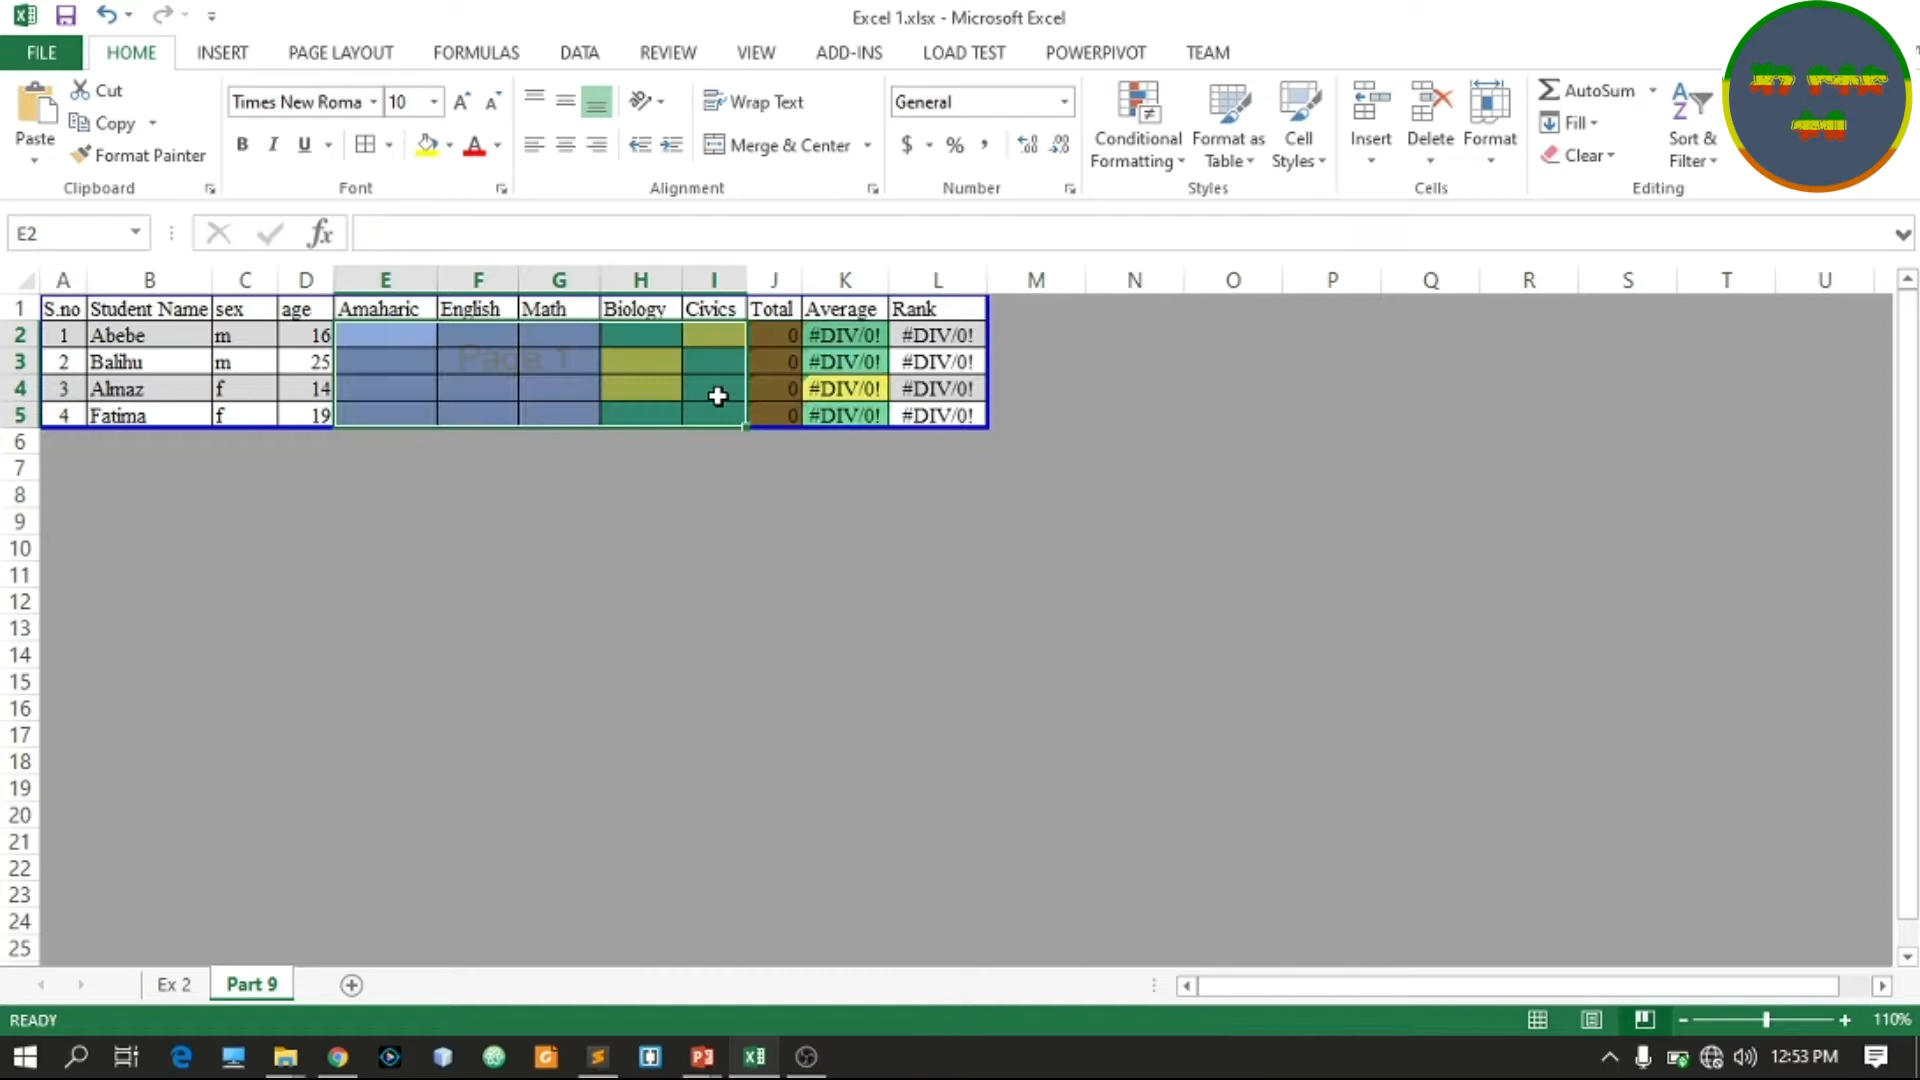 Excel 1.xlsx - Microsoft Excel
FILE HOME INSERT PAGE LAYOUT FORMULAS DATA REVIEW VIEW ADD-INS LOAD TEST POWERPIVOT TEAM
Paste Cut Copy Format Painter Clipboard
Times New Roma 10 B I U A Font
Wrap Text Merge & Center Alignment
General $ % , Number
Conditional Formatting Format as Table Cell Styles Styles
Insert Delete Format Cells
AutoSum Fill Clear Sort & Filter Editing
E2 fx
A B C D E F G H I J K L M N O P Q R S T U
1 S.no Student Name sex age Amaharic English Math Biology Civics Total Average Rank
2 1 Abebe m 16 0 #DIV/0! #DIV/0!
3 2 Balihu m 25 0 #DIV/0! #DIV/0!
Page 1
4 3 Almaz f 14 0 #DIV/0! #DIV/0!
5 4 Fatima f 19 0 #DIV/0! #DIV/0!
6
7
8
9
10
11
12
13
14
15
16
17
18
19
20
21
22
23
24
25
Ex 2 Part 9
READY 110%
12:53 PM